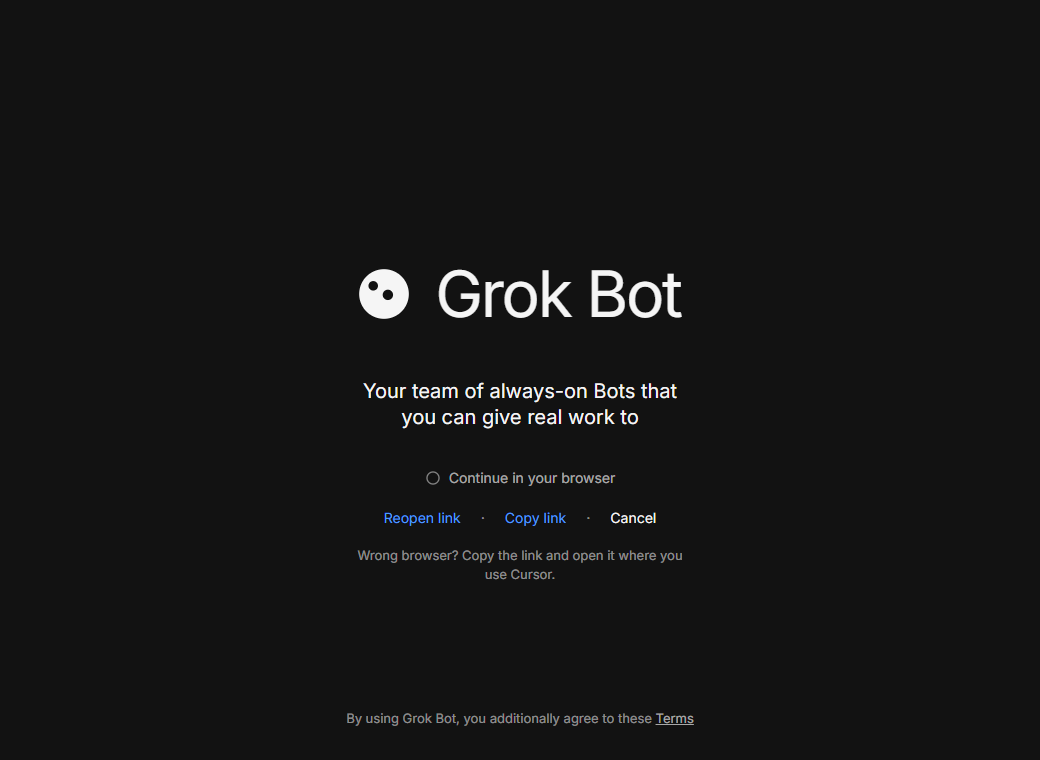 Grok Bot
Your team of always-on Bots that
you can give real work to
Continue in your browser
Reopen link · Copy link · Cancel
Wrong browser? Copy the link and open it where you
use Cursor.
By using Grok Bot, you additionally agree to these Terms